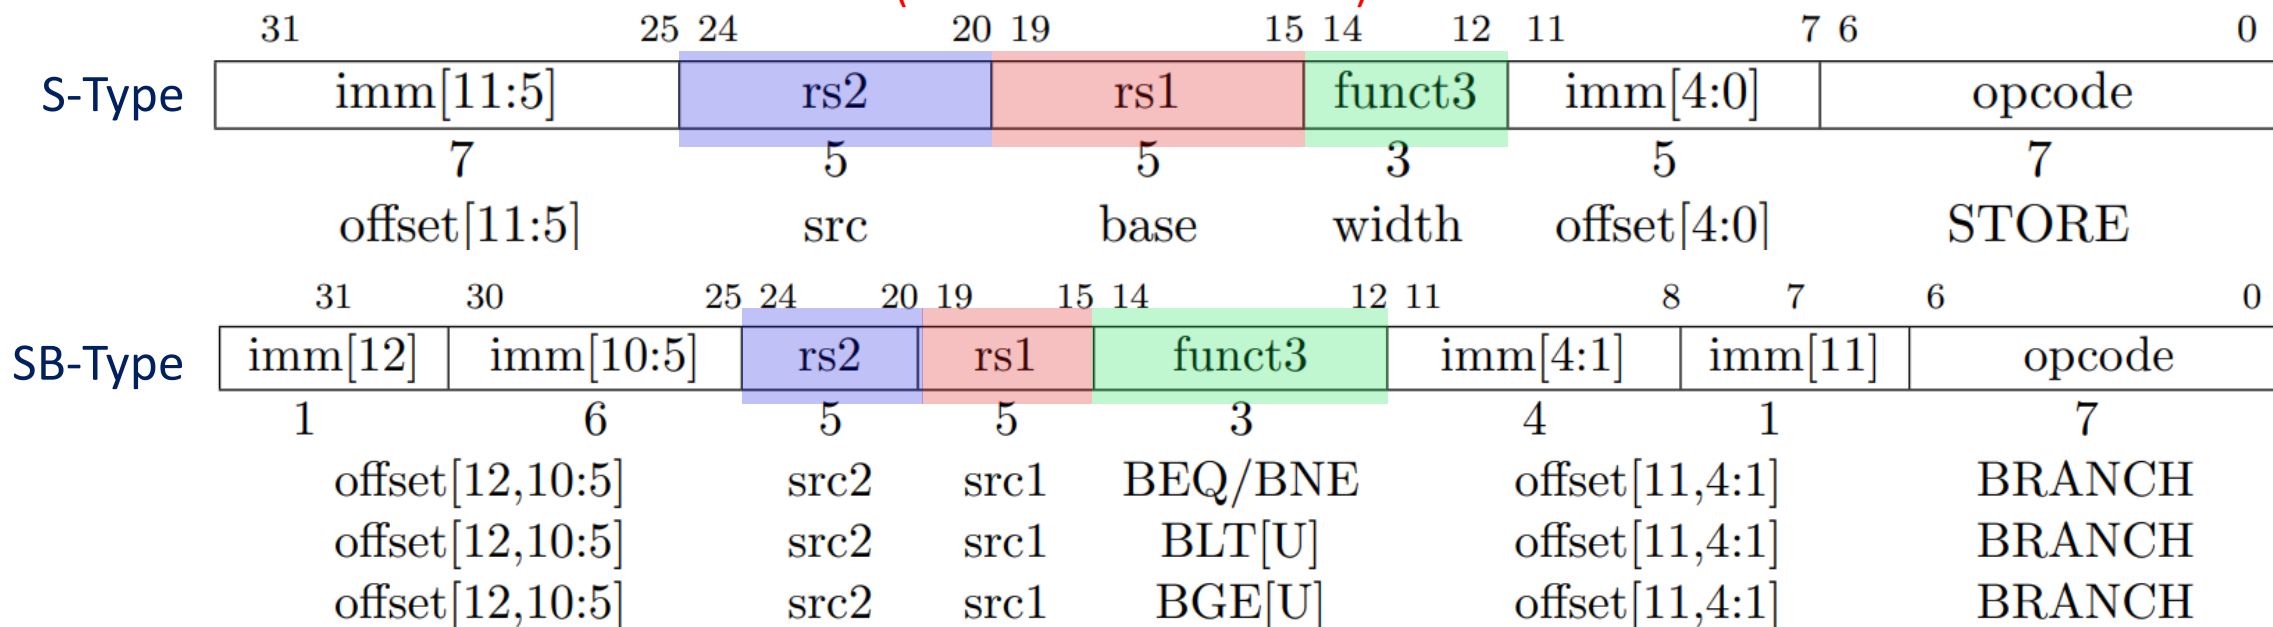 31 25 24 20 19 15 14 12 11 7 6 0
S-Type imm[11:5] rs2 rs1 funct3 imm[4:0] opcode
7 5 5 3 5 7
offset[11:5] src base width offset[4:0] STORE
31 30 25 24 20 19 15 14 12 11 8 7 6 0
SB-Type imm[12] imm[10:5] rs2 rs1 funct3 imm[4:1] imm[11] opcode
1 6 5 5 3 4 1 7
offset[12,10:5] src2 src1 BEQ/BNE offset[11,4:1] BRANCH
offset[12,10:5] src2 src1 BLT[U] offset[11,4:1] BRANCH
offset[12,10:5] src2 src1 BGE[U] offset[11,4:1] BRANCH